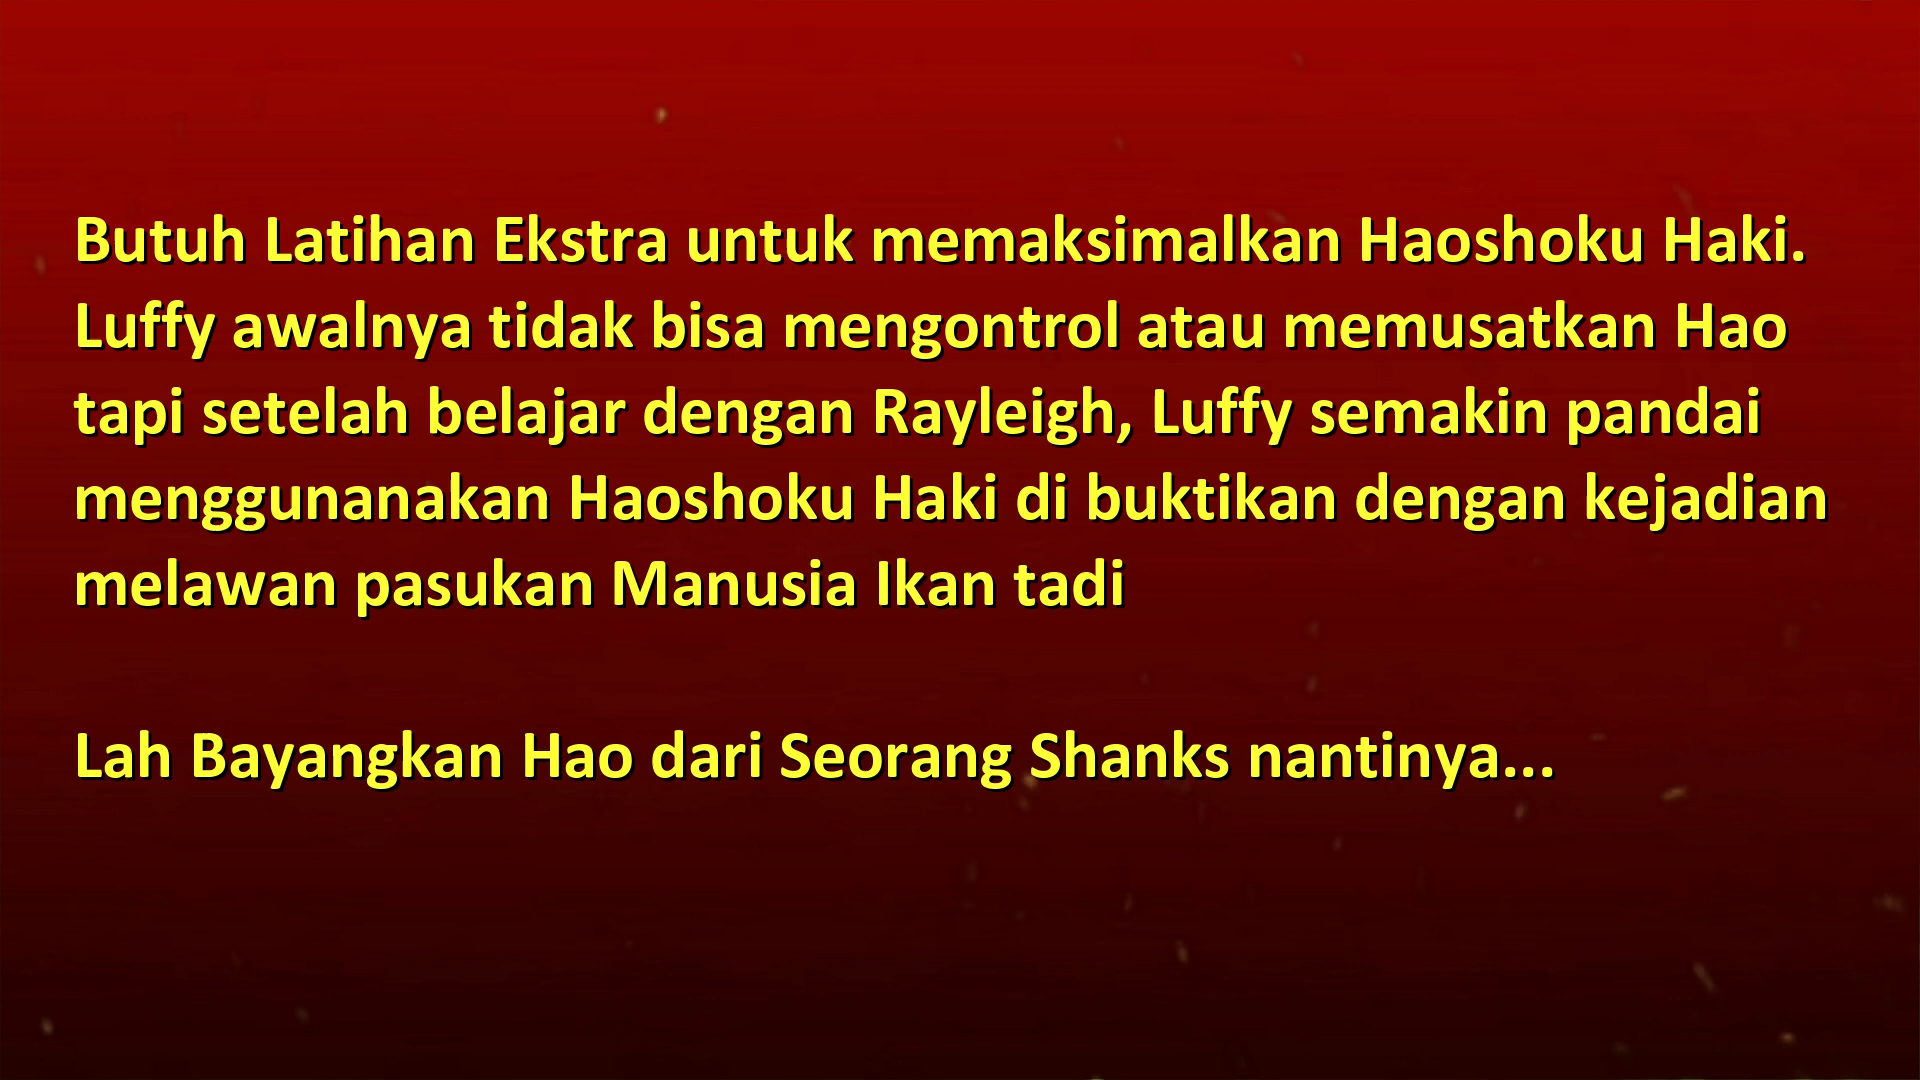 Butuh Latihan Ekstra untuk memaksimalkan Haoshoku Haki.
Luffy awalnya tidak bisa mengontrol atau memusatkan Hao
tapi setelah belajar dengan Rayleigh, Luffy semakin pandai
menggunanakan Haoshoku Haki di buktikan dengan kejadian
melawan pasukan Manusia Ikan tadi
Lah Bayangkan Hao dari Seorang Shanks nantinya...